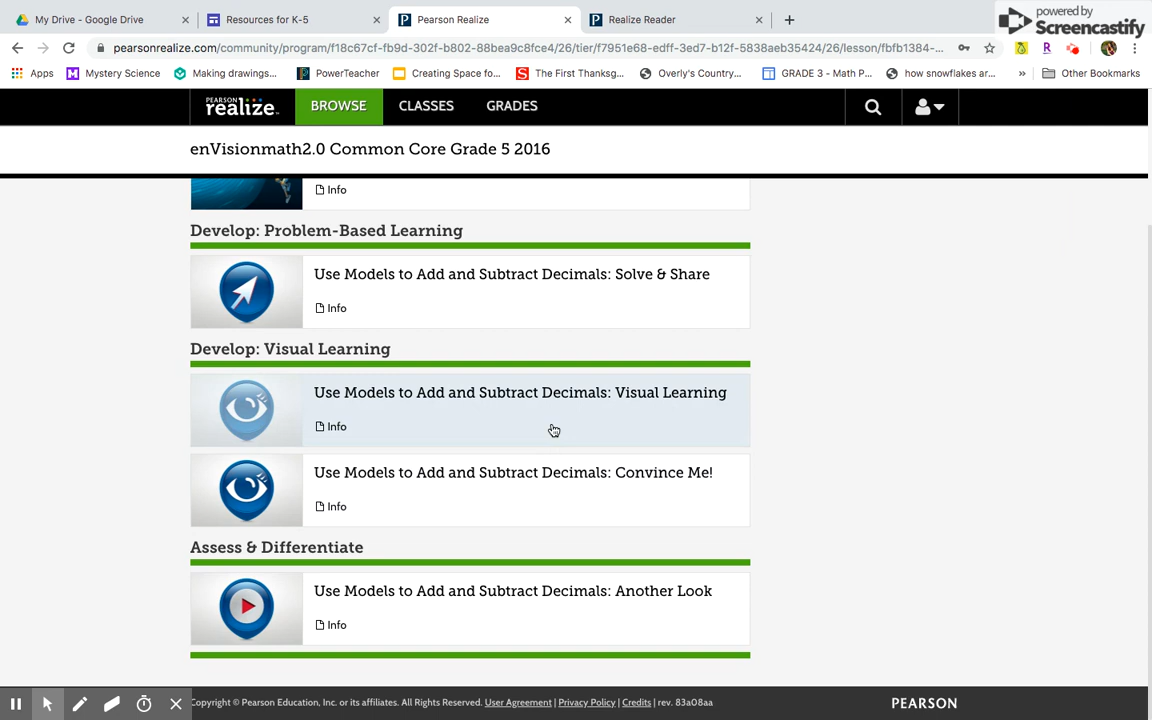 My Drive - Google Drive
Resources for K-5
Pearson Realize
Realize Reader
powered by
Screencastify
pearsonrealize.com/community/program/f18c67cf-fb9d-302f-b802-88bea9c8fce4/26/tier/f7951e68-edff-3ed7-b12f-5838aeb35424/26/lesson/fbfb1384-...
Apps
Mystery Science
Making drawings...
PowerTeacher
Creating Space fo...
The First Thanksg...
Overly's Country...
GRADE 3 - Math P...
how snowflakes ar...
»
Other Bookmarks
PEARSON
realize™
BROWSE
CLASSES
GRADES
enVisionmath2.0 Common Core Grade 5 2016
Info
Develop: Problem-Based Learning
Use Models to Add and Subtract Decimals: Solve & Share
Info
Develop: Visual Learning
Use Models to Add and Subtract Decimals: Visual Learning
Info
Use Models to Add and Subtract Decimals: Convince Me!
Info
Assess & Differentiate
Use Models to Add and Subtract Decimals: Another Look
Info
Copyright © Pearson Education, Inc. or its affiliates. All Rights Reserved. User Agreement | Privacy Policy | Credits | rev. 83a08aa
PEARSON